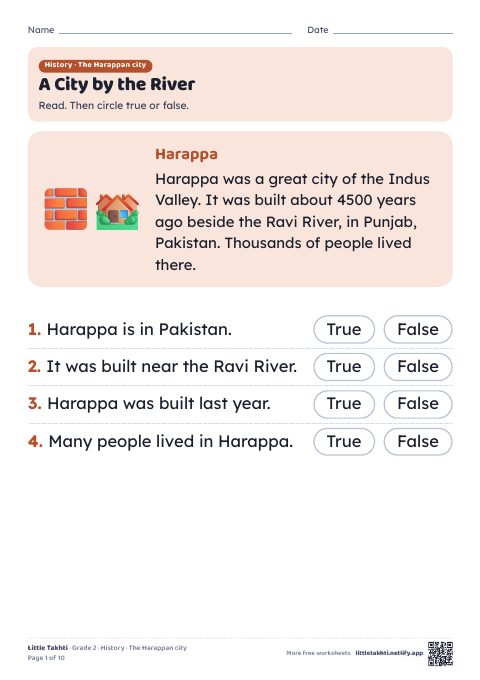 Name Date
History · The Harappan city
A City by the River
Read. Then circle true or false.
Harappa
Harappa was a great city of the Indus
Valley. It was built about 4500 years
ago beside the Ravi River, in Punjab,
Pakistan. Thousands of people lived
there.
1. Harappa is in Pakistan. True False
2. It was built near the Ravi River. True False
3. Harappa was built last year. True False
4. Many people lived in Harappa. True False
Little Takhti · Grade 2 · History · The Harappan city
More free worksheets · littletakhti.netlify.app
Page 1 of 10